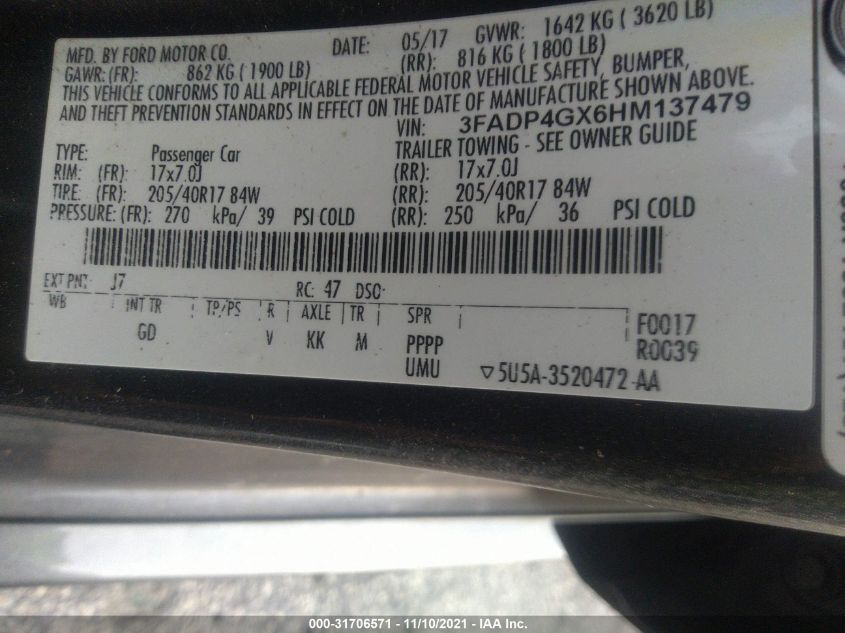 MFD. BY FORD MOTOR CO. DATE: 05/17 GVWR: 1642 KG ( 3620 LB)
GAWR: (FR): 862 KG ( 1900 LB) (RR): 816 KG ( 1800 LB)
THIS VEHICLE CONFORMS TO ALL APPLICABLE FEDERAL MOTOR VEHICLE SAFETY, BUMPER,
AND THEFT PREVENTION STANDARDS IN EFFECT ON THE DATE OF MANUFACTURE SHOWN ABOVE.
VIN: 3FADP4GX6HM137479
TYPE: Passenger Car TRAILER TOWING - SEE OWNER GUIDE
RIM: (FR): 17x7.0J (RR): 17x7.0J
TIRE: (FR): 205/40R17 84W (RR): 205/40R17 84W
PRESSURE: (FR): 270 kPa/ 39 PSI COLD (RR): 250 kPa/ 36 PSI COLD
EXT PNT: J7 RC: 47 DSO:
WB INT TR TP/PS R AXLE TR SPR F0017
GD V KK M PPPP R0039
UMU 5U5A-3520472-AA
000-31706571 - 11/10/2021 - IAA Inc.